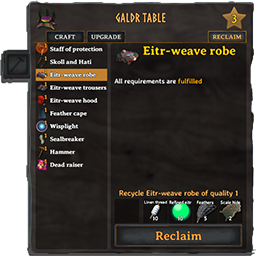 GALDR TABLE
3
CRAFT
UPGRADE
RECLAIM
Staff of protection
Skoll and Hati
Eitr-weave robe
Eitr-weave trousers
Eitr-weave hood
Feather cape
Wisplight
Sealbreaker
Hammer
Dead raiser
Eitr-weave robe
All requirements are fulfilled
Recycle Eitr-weave robe of quality 1
Linen thread
Refined eitr
Feathers
Scale hide
10
10
5
Reclaim